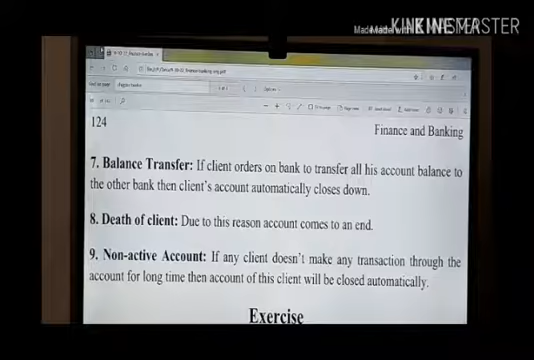 Made with KINEMASTER
124
Finance and Banking
7. Balance Transfer: If client orders on bank to transfer all his account balance to
the other bank then client's account automatically closes down.
8. Death of client: Due to this reason account comes to an end.
9. Non-active Account: If any client doesn't make any transaction through the
account for long time then account of this client will be closed automatically.
Exercise